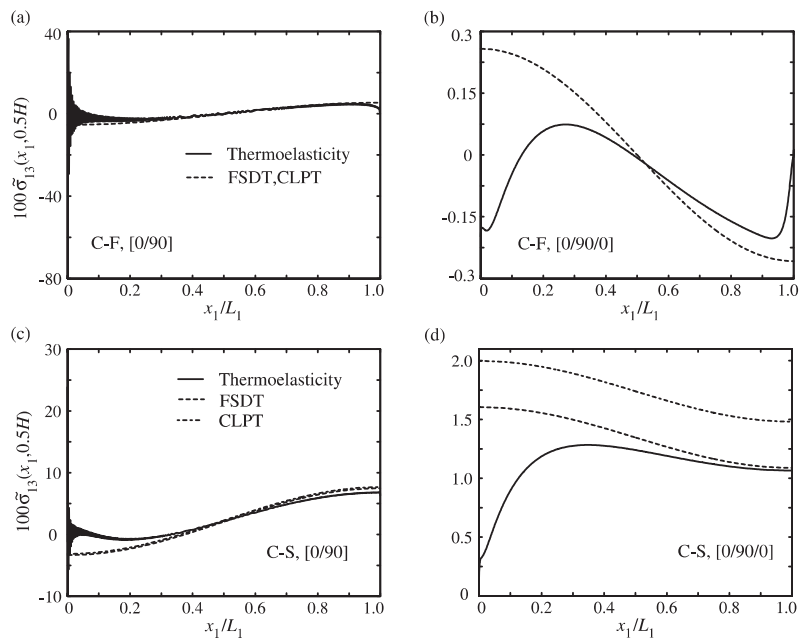 (a)
40
0
-40
-80
100σ̃₁₃(x₁,0.5H)
Thermoelasticity
FSDT,CLPT
C-F, [0/90]
0 0.2 0.4 0.6 0.8 1.0
x₁/L₁
(b)
0.3
0.15
0
-0.15
-0.3
C-F, [0/90/0]
0 0.2 0.4 0.6 0.8 1.0
x₁/L₁
(c)
30
20
10
0
-10
100σ̃₁₃(x₁,0.5H)
Thermoelasticity
FSDT
CLPT
C-S, [0/90]
0 0.2 0.4 0.6 0.8 1.0
x₁/L₁
(d)
2.0
1.5
1.0
0.5
0
C-S, [0/90/0]
0 0.2 0.4 0.6 0.8 1.0
x₁/L₁